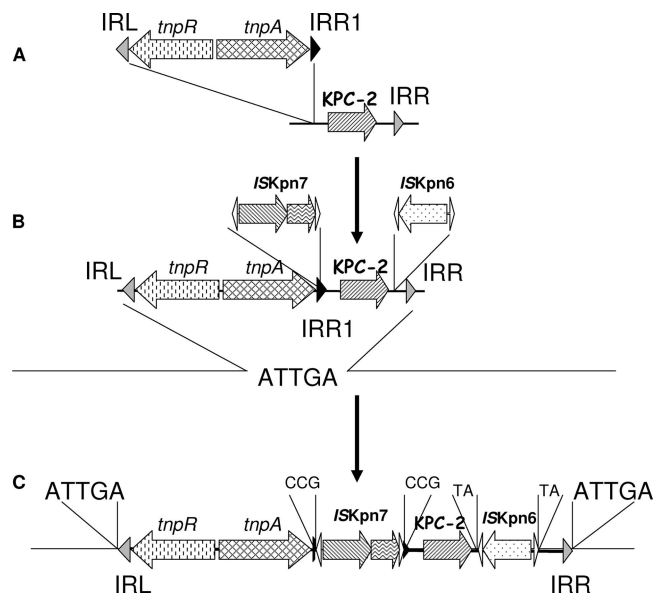 IRL tnpR tnpA IRR1
A
KPC-2 IRR
ISKpn7 ISKpn6
B
IRL tnpR tnpA KPC-2 IRR
IRR1
ATTGA
C
ATTGA CCG CCG TA TA ATTGA
tnpR tnpA ISKpn7 KPC-2 ISKpn6
IRL IRR